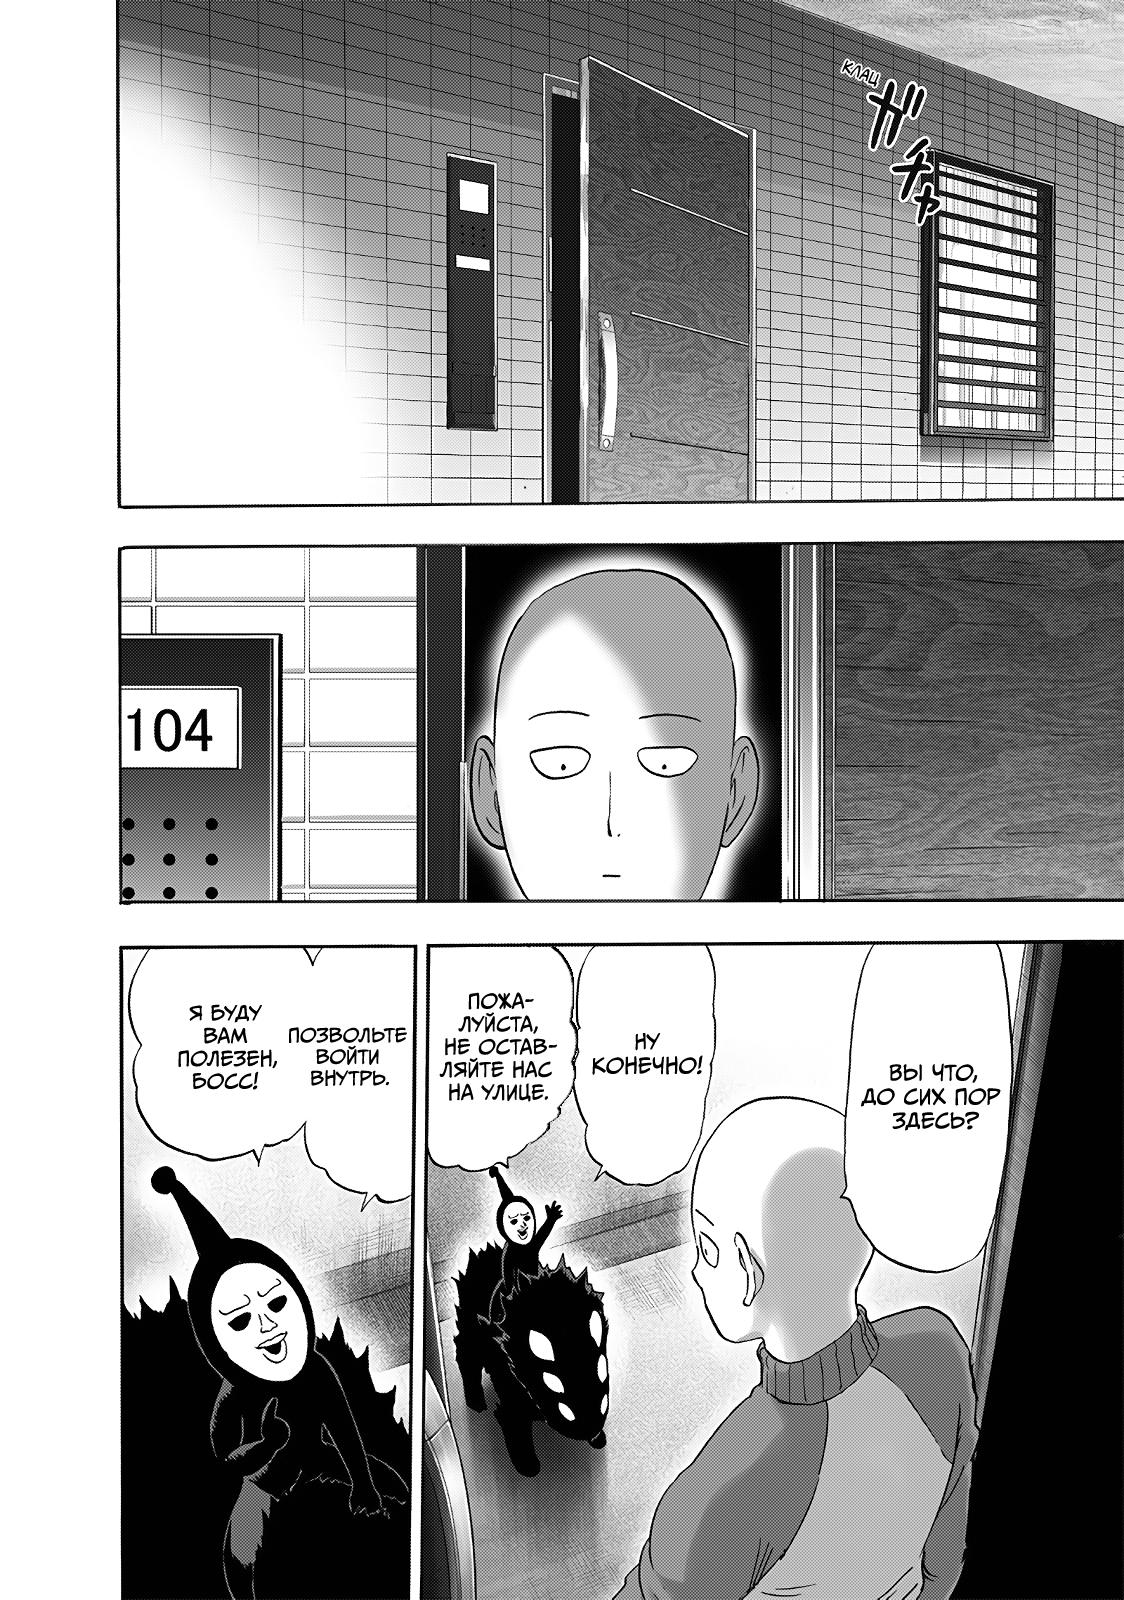 КЛАЦ
ガ
チャ
104
ВЫ ЧТО,
ДО СИХ ПОР
ЗДЕСЬ?
НУ
КОНЕЧНО!
ПОЖА-
ЛУЙСТА,
НЕ ОСТАВ-
ЛЯЙТЕ НАС
НА УЛИЦЕ.
ПОЗВОЛЬТЕ
ВОЙТИ
ВНУТРЬ.
Я БУДУ
ВАМ
ПОЛЕЗЕН,
БОСС!